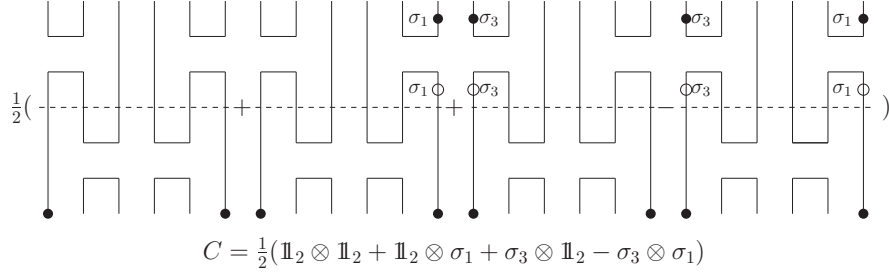 σ₁ σ₃ σ₃ σ₁
σ₁ σ₃ σ₃ σ₁
½( + + − )
C = ½(𝟙₂ ⊗ 𝟙₂ + 𝟙₂ ⊗ σ₁ + σ₃ ⊗ 𝟙₂ − σ₃ ⊗ σ₁)